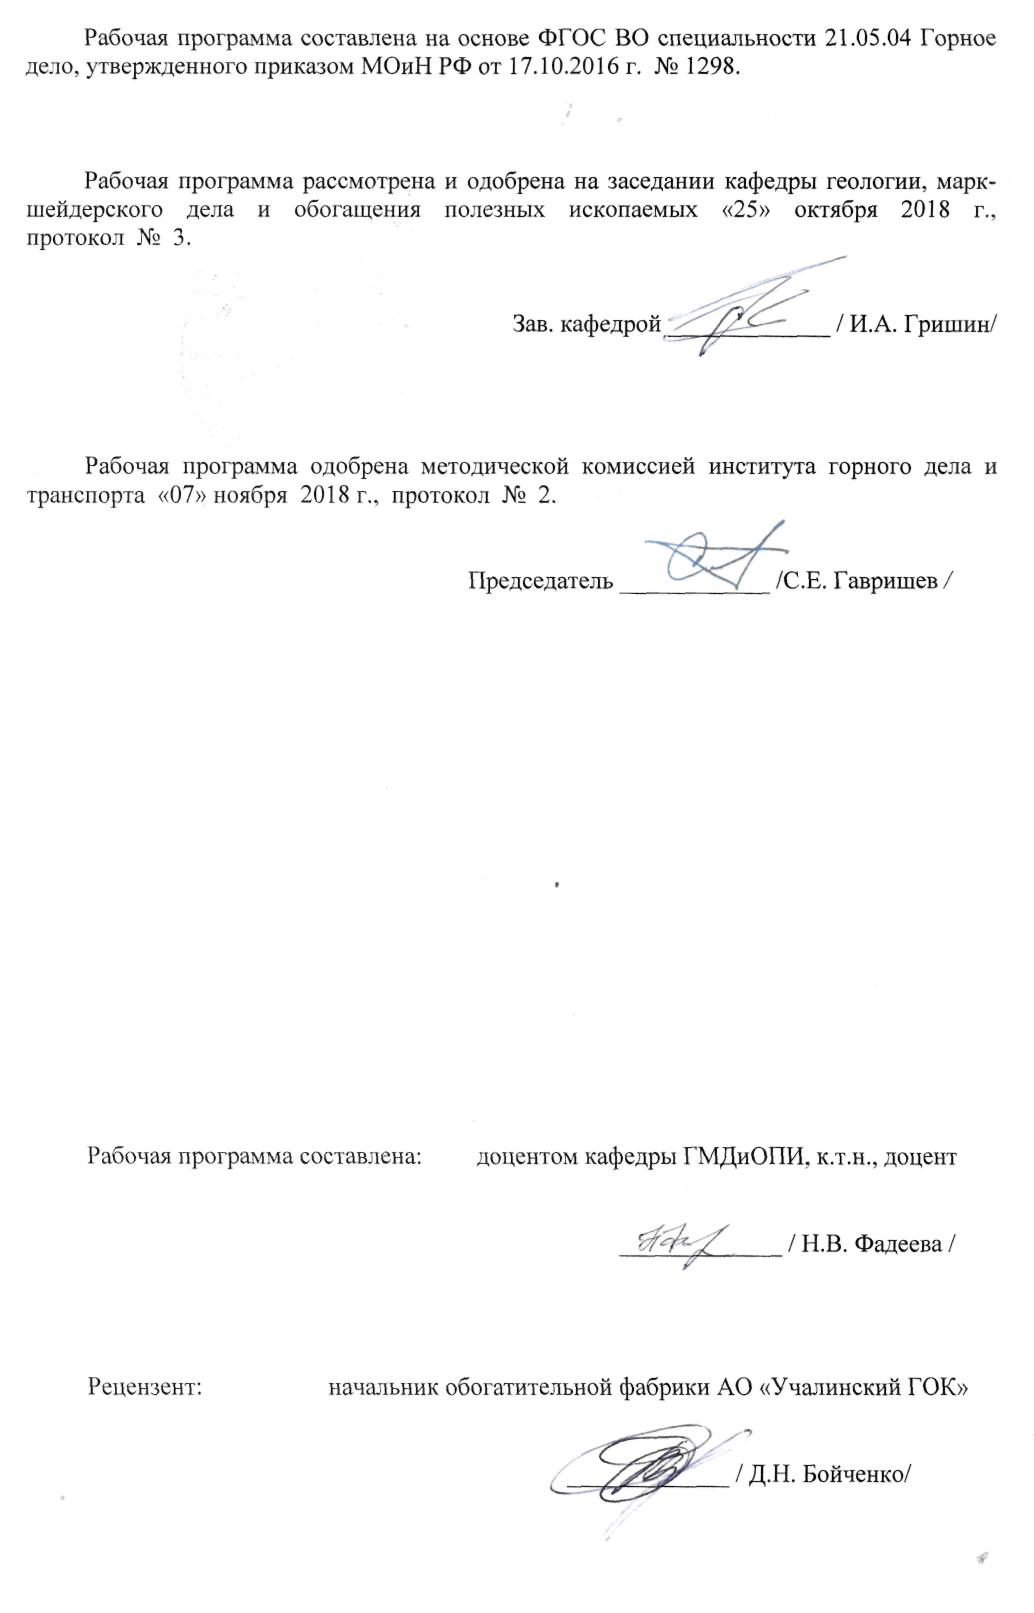 Рабочая программа составлена на основе ФГОС ВО специальности 21.05.04 Горное
дело, утвержденного приказом МОиН РФ от 17.10.2016 г. № 1298.
Рабочая программа рассмотрена и одобрена на заседании кафедры геологии, марк-
шейдерского дела и обогащения полезных ископаемых «25» октября 2018 г.,
протокол № 3.
Зав. кафедрой _____________ / И.А. Гришин/
Рабочая программа одобрена методической комиссией института горного дела и
транспорта «07» ноября 2018 г., протокол № 2.
Председатель ____________ /С.Е. Гавришев /
Рабочая программа составлена: доцентом кафедры ГМДиОПИ, к.т.н., доцент
_____________ / Н.В. Фадеева /
Рецензент: начальник обогатительной фабрики АО «Учалинский ГОК»
_____________ / Д.Н. Бойченко/